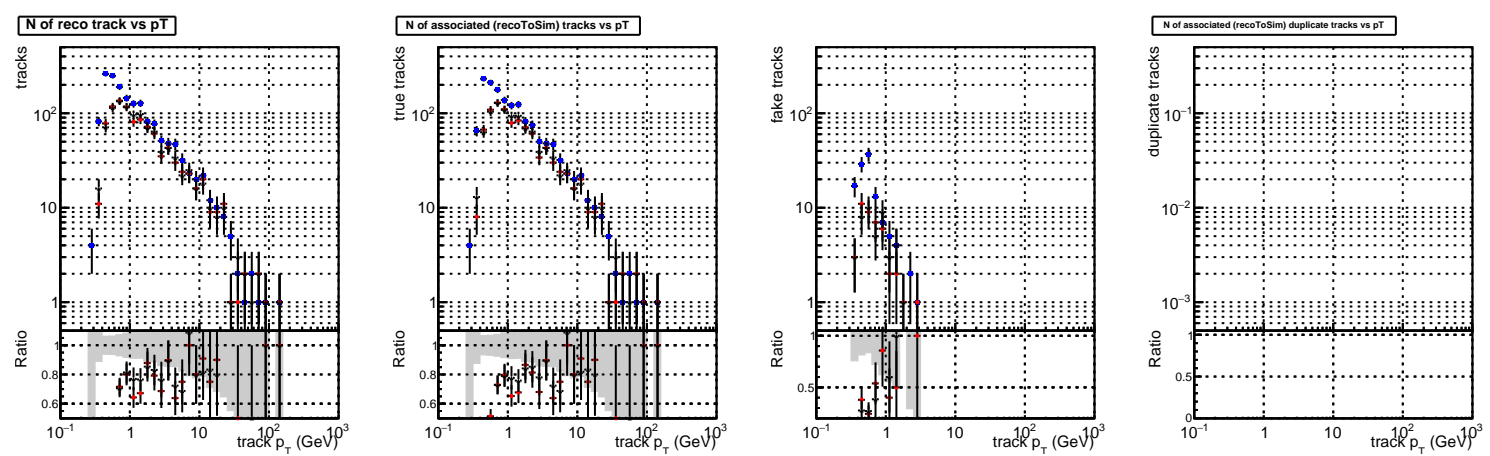 N of reco track vs pT
tracks
10²
10
1
Ratio
1
0.8
0.6
10⁻¹ 1 10 10² 10³
track p_T (GeV)
N of associated (recoToSim) tracks vs pT
true tracks
10²
10
1
Ratio
1
0.8
0.6
10⁻¹ 1 10 10² 10³
track p_T (GeV)
fake tracks
10²
10
1
Ratio
1
0.5
10⁻¹ 1 10 10² 10³
track p_T (GeV)
N of associated (recoToSim) duplicate tracks vs pT
duplicate tracks
10⁻¹
10⁻²
10⁻³
Ratio
1
0.5
0
10⁻¹ 1 10 10² 10³
track p_T (GeV)